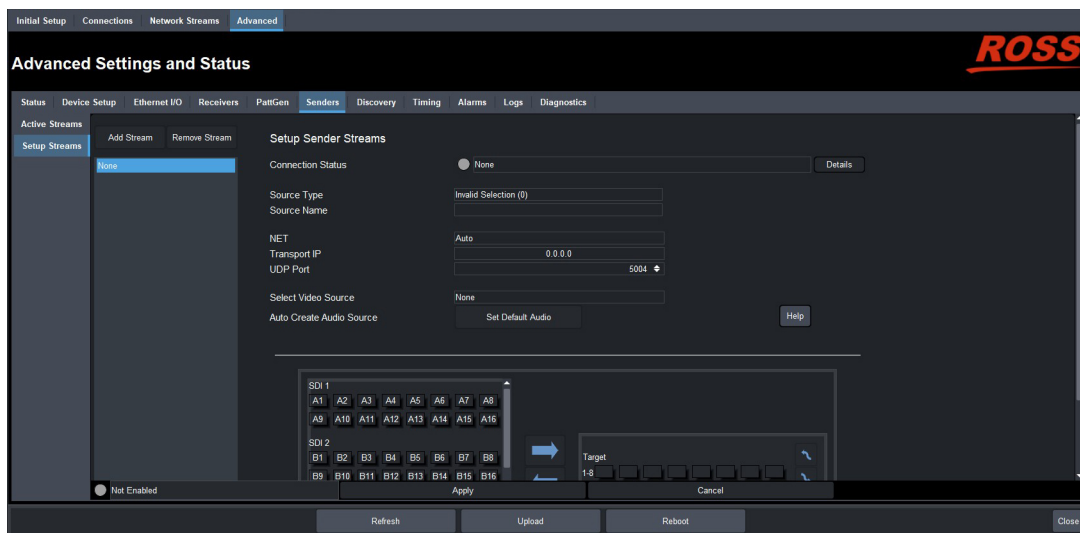 Initial Setup Connections Network Streams Advanced
Advanced Settings and Status
ROSS
Status Device Setup Ethernet I/O Receivers PattGen Senders Discovery Timing Alarms Logs Diagnostics
Active Streams
Setup Streams
Add Stream Remove Stream
None
Setup Sender Streams
Connection Status None Details
Source Type Invalid Selection (0)
Source Name
NET Auto
Transport IP 0.0.0.0
UDP Port 5004
Select Video Source None
Auto Create Audio Source Set Default Audio Help
SDI 1
A1 A2 A3 A4 A5 A6 A7 A8
A9 A10 A11 A12 A13 A14 A15 A16
SDI 2
B1 B2 B3 B4 B5 B6 B7 B8
B9 B10 B11 B12 B13 B14 B15 B16
Target
1-8
Not Enabled Apply Cancel
Refresh Upload Reboot Close